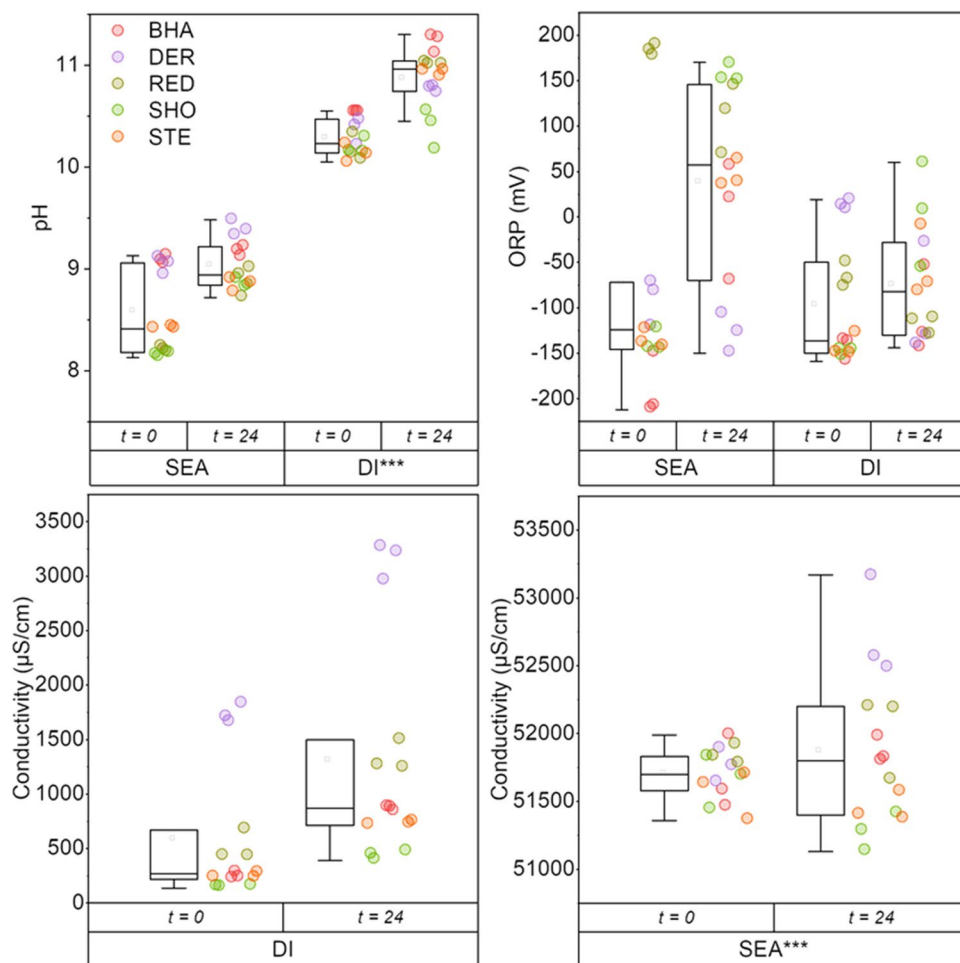 BHA
DER
RED
SHO
STE
pH
11
10
9
8
t = 0
t = 24
t = 0
t = 24
SEA
DI***
ORP (mV)
200
150
100
50
0
-50
-100
-150
-200
t = 0
t = 24
t = 0
t = 24
SEA
DI
Conductivity (µS/cm)
3500
3000
2500
2000
1500
1000
500
0
t = 0
t = 24
DI
Conductivity (µS/cm)
53500
53000
52500
52000
51500
51000
t = 0
t = 24
SEA***